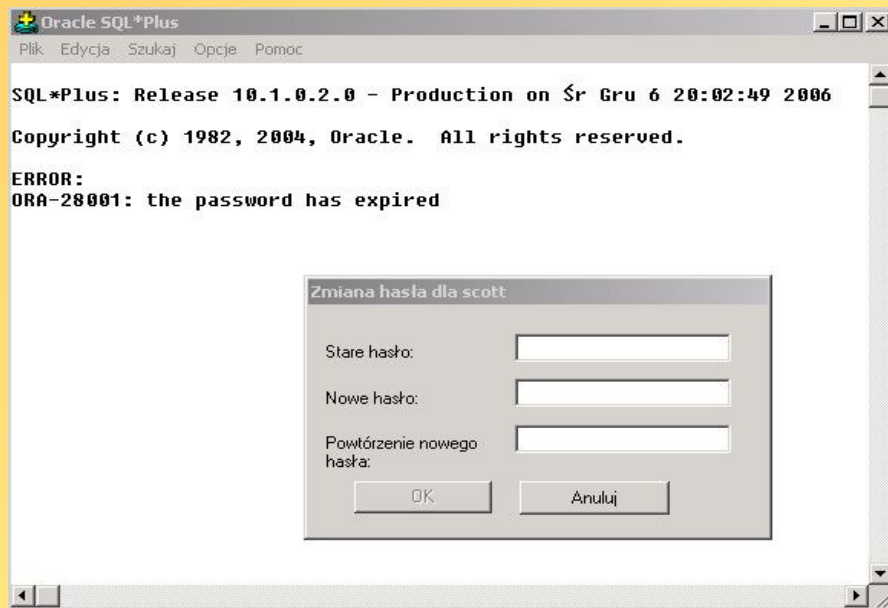 Oracle SQL*Plus
Plik Edycja Szukaj Opcje Pomoc
SQL*Plus: Release 10.1.0.2.0 - Production on Śr Gru 6 20:02:49 2006
Copyright (c) 1982, 2004, Oracle.  All rights reserved.
ERROR:
ORA-28001: the password has expired
Zmiana hasła dla scott
Stare hasło:
Nowe hasło:
Powtórzenie nowego
hasła:
OK Anuluj